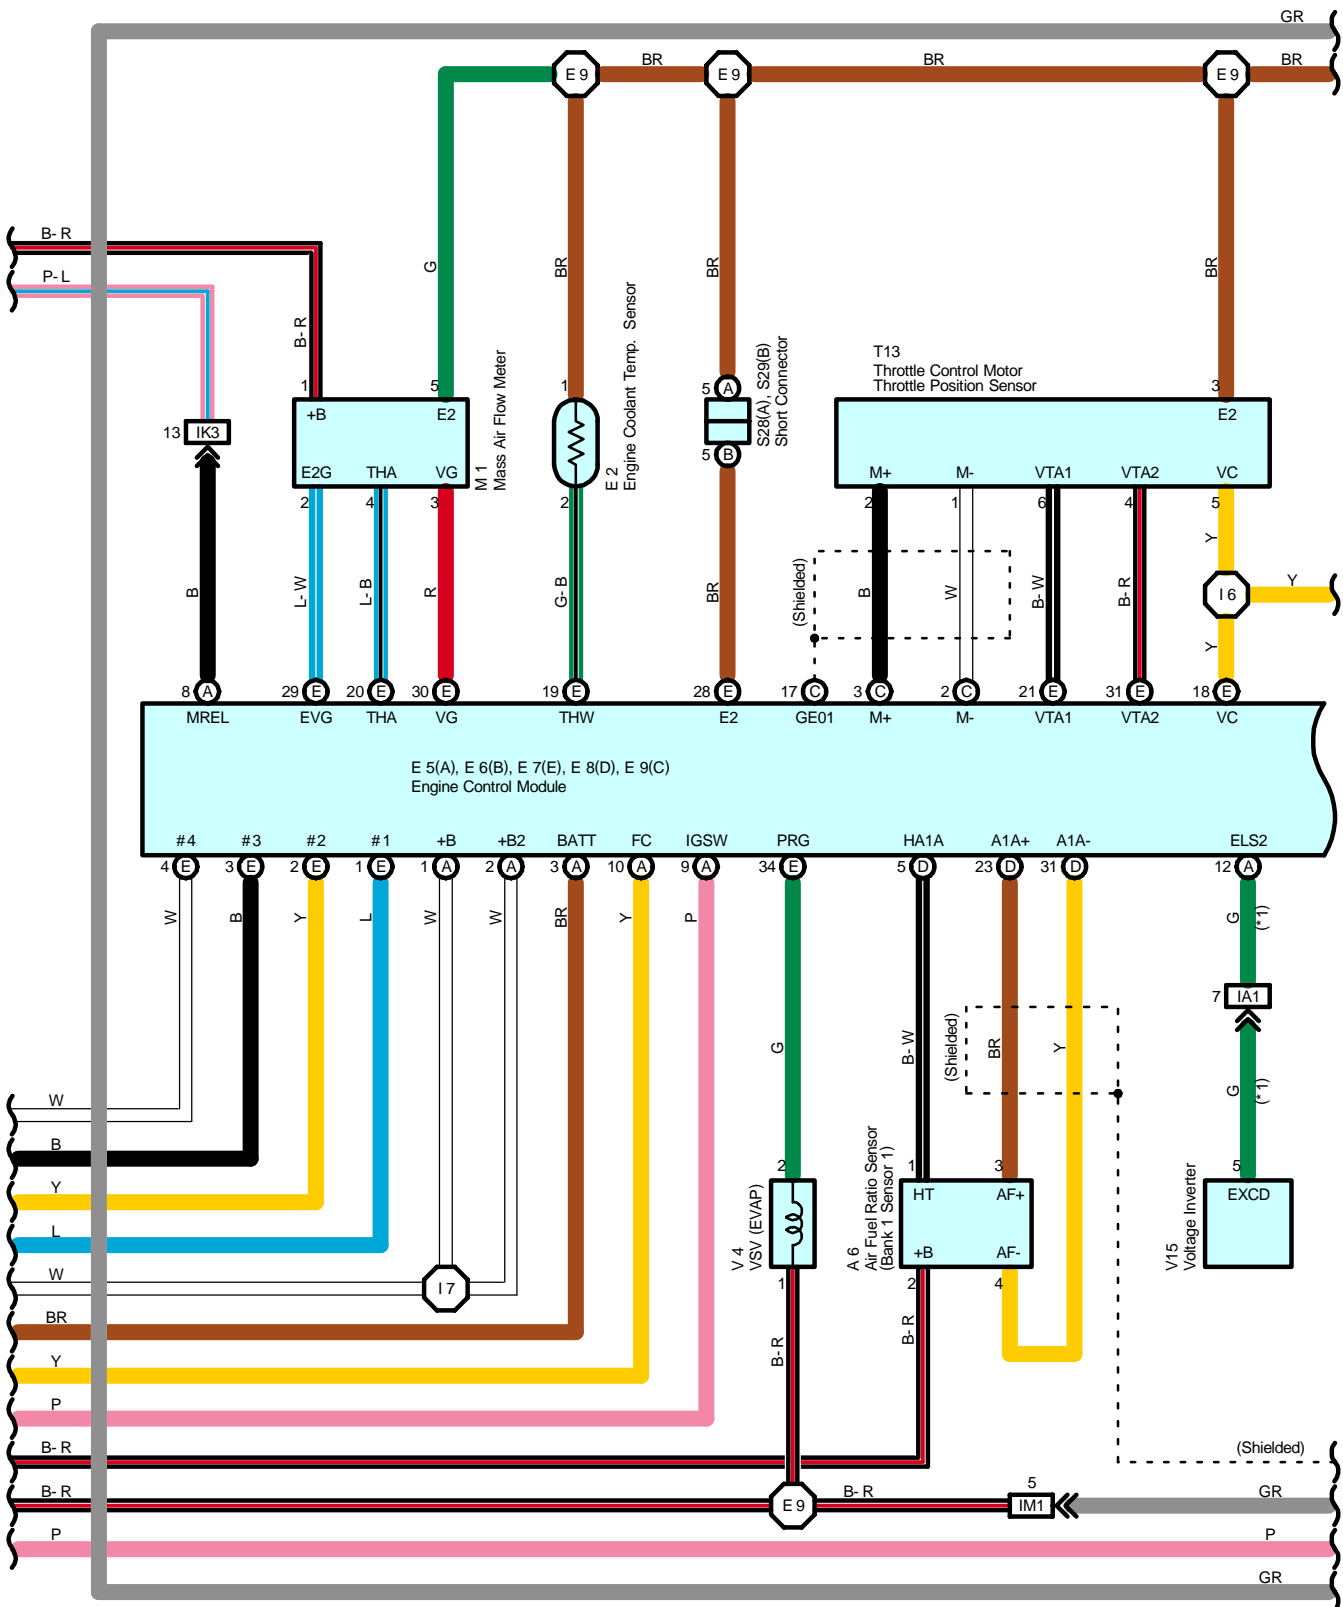 GR
E 9
BR
E 9
BR
E 9
BR
B- R
P- L
G
BR
BR
BR
B- R
Engine Coolant Temp. Sensor
E 2
Mass Air Flow Meter
M 1
S28(A), S29(B)
Short Connector
T13
Throttle Control Motor
Throttle Position Sensor
1
5
1
5
A
3
+B
E2
E2
13
IK3
5
B
E2G
THA
VG
M+
M-
VTA1
VTA2
VC
2
4
3
2
2
1
6
4
5
Y
(Shielded)
I 6
Y
B
L- W
L- B
R
G- B
BR
B
W
B- W
B- R
Y
8
A
29
E
20
E
30
E
19
E
28
E
17
C
3
C
2
C
21
E
31
E
18
E
MREL
EVG
THA
VG
THW
E2
GE01
M+
M-
VTA1
VTA2
VC
E 5(A), E 6(B), E 7(E), E 8(D), E 9(C)
Engine Control Module
#4
#3
#2
#1
+B
+B2
BATT
FC
IGSW
PRG
HA1A
A1A+
A1A-
ELS2
4
E
3
E
2
E
1
E
1
A
2
A
3
A
10
A
9
A
34
E
5
D
23
D
31
D
12
A
W
B
Y
L
W
W
BR
Y
P
G
(*1)
7
IA1
G
B- W
(Shielded)
BR
Y
G
(*1)
W
B
Y
L
W
I 7
BR
Y
P
B- R
B- R
P
2
1
3
5
V 4
VSV (EVAP)
A 6
Air Fuel Ratio Sensor
(Bank 1 Sensor 1)
HT
AF+
+B
AF-
V15
Voltage Inverter
EXCD
1
2
4
B- R
B- R
(Shielded)
E 9
B- R
5
IM1
GR
P
GR